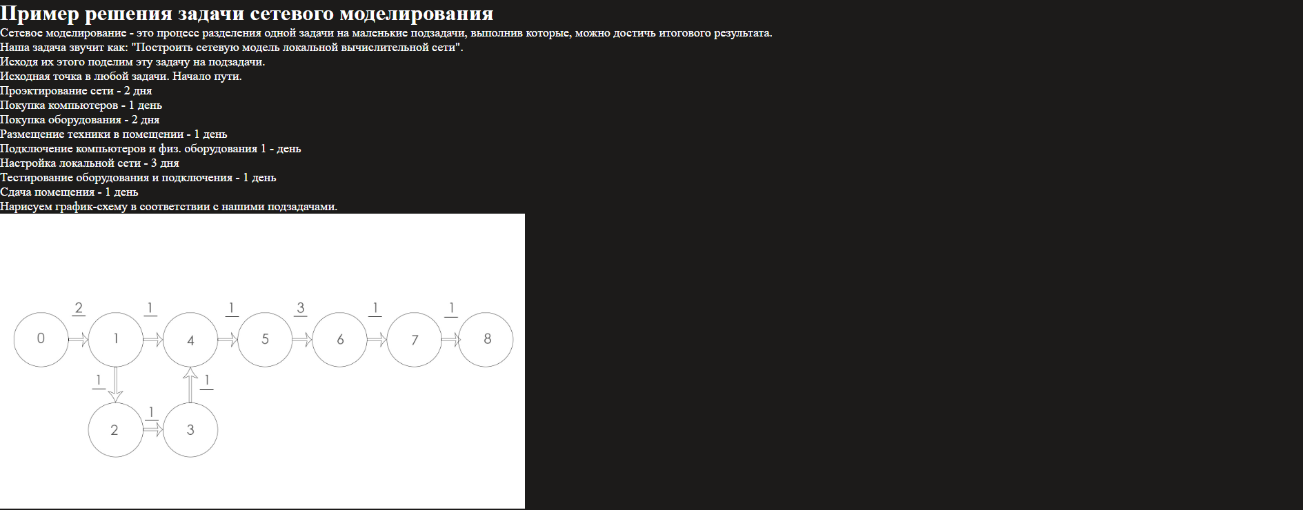 Пример решения задачи сетевого моделирования
Сетевое моделирование - это процесс разделения одной задачи на маленькие подзадачи, выполнив которые, можно достичь итогового результата.
Наша задача звучит как: "Построить сетевую модель локальной вычислительной сети".
Исходя их этого поделим эту задачу на подзадачи.
Исходная точка в любой задачи. Начало пути.
Проэктирование сети - 2 дня
Покупка компьютеров - 1 день
Покупка оборудования - 2 дня
Размещение техники в помещении - 1 день
Подключение компьютеров и физ. оборудования 1 - день
Настройка локальной сети - 3 дня
Тестирование оборудования и подключения - 1 день
Сдача помещения - 1 день
Нарисуем график-схему в соответствии с нашими подзадачами.
2 1 1 3 1 1
0 1 4 5 6 7 8
1 1
1
2 3